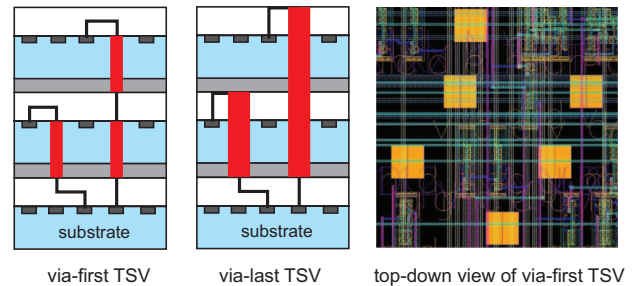 substrate
substrate
via-first TSV
via-last TSV
top-down view of via-first TSV